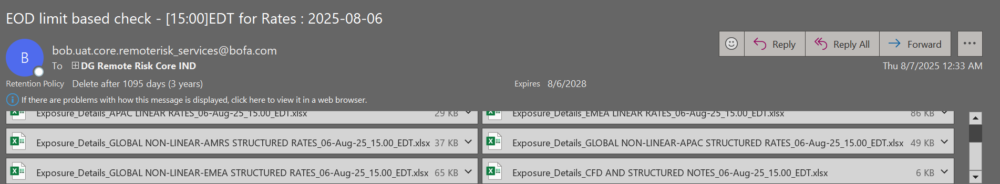 EOD limit based check - [15:00]EDT for Rates : 2025-08-06
B
bob.uat.core.remoterisk_services@bofa.com
Reply
Reply All
Forward
To DG Remote Risk Core IND
Thu 8/7/2025 12:33 AM
Retention Policy Delete after 1095 days (3 years)
Expires 8/6/2028
If there are problems with how this message is displayed, click here to view it in a web browser.
Exposure_Details_APAC LINEAR RATES_06-Aug-25_15.00_EDT.xlsx 29 KB
Exposure_Details_EMEA LINEAR RATES_06-Aug-25_15.00_EDT.xlsx 86 KB
Exposure_Details_GLOBAL NON-LINEAR-AMRS STRUCTURED RATES_06-Aug-25_15.00_EDT.xlsx 37 KB
Exposure_Details_GLOBAL NON-LINEAR-APAC STRUCTURED RATES_06-Aug-25_15.00_EDT.xlsx 49 KB
Exposure_Details_GLOBAL NON-LINEAR-EMEA STRUCTURED RATES_06-Aug-25_15.00_EDT.xlsx 65 KB
Exposure_Details_CFD AND STRUCTURED NOTES_06-Aug-25_15.00_EDT.xlsx 6 KB